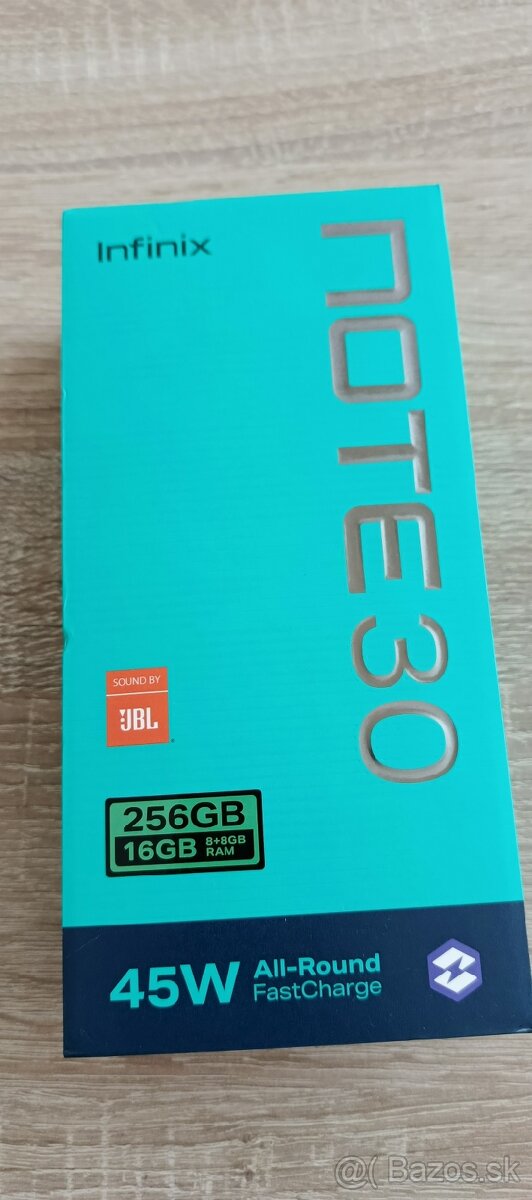 Infinix
NOTE30
SOUND BY
JBL
256GB
16GB 8+8GB RAM
45W All-Round FastCharge
@( Bazos.sk